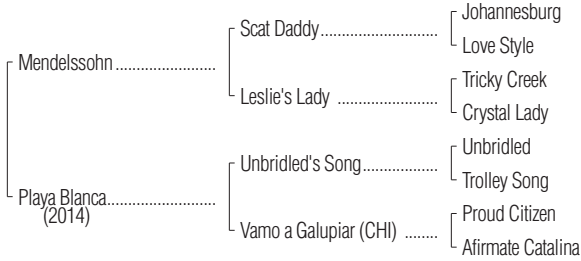 Johannesburg
Scat Daddy
Love Style
Mendelssohn
Tricky Creek
Leslie's Lady
Crystal Lady
Unbridled
Unbridled's Song
Trolley Song
Playa Blanca
(2014)
Proud Citizen
Vamo a Galupiar (CHI)
Afirmate Catalina